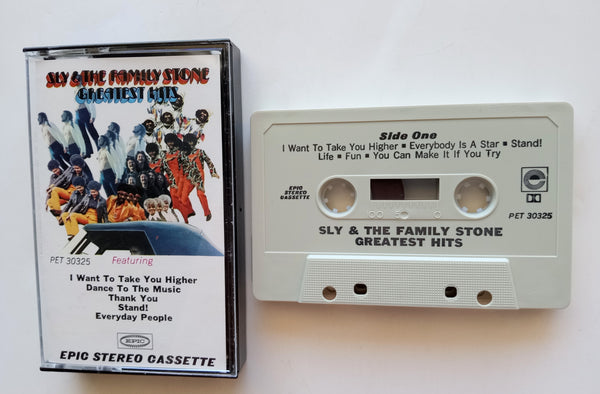 SLY & THE FAMILY STONE
GREATEST HITS
PET 30325 Featuring
I Want To Take You Higher
Dance To The Music
Thank You
Stand!
Everyday People
EPIC
EPIC STEREO CASSETTE
Side One
I Want To Take You Higher ▪ Everybody Is A Star ▪ Stand!
Life ▪ Fun ▪ You Can Make It If You Try
EPIC
STEREO
CASSETTE
e
PET 30325
SLY & THE FAMILY STONE
GREATEST HITS